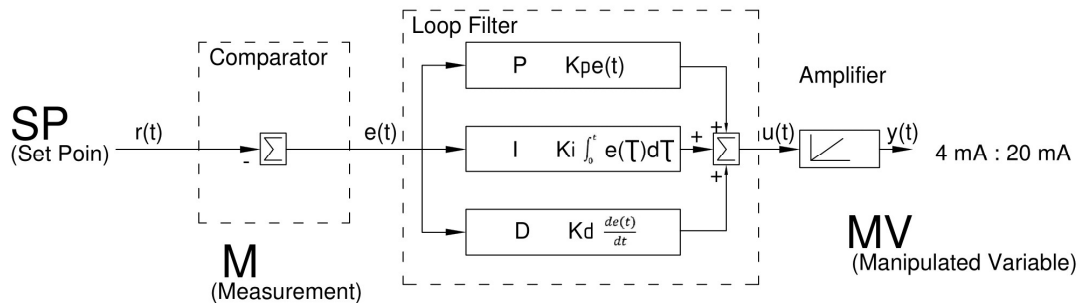 Loop Filter
Comparator
P Kpe(t)
Amplifier
SP
(Set Poin)
r(t)
-
∑
e(t)
I Ki ∫₀ᵗ e(Ʈ)dƮ
+
+
∑
+
u(t)
y(t)
4 mA : 20 mA
D Kd de(t)/dt
M
(Measurement)
MV
(Manipulated Variable)